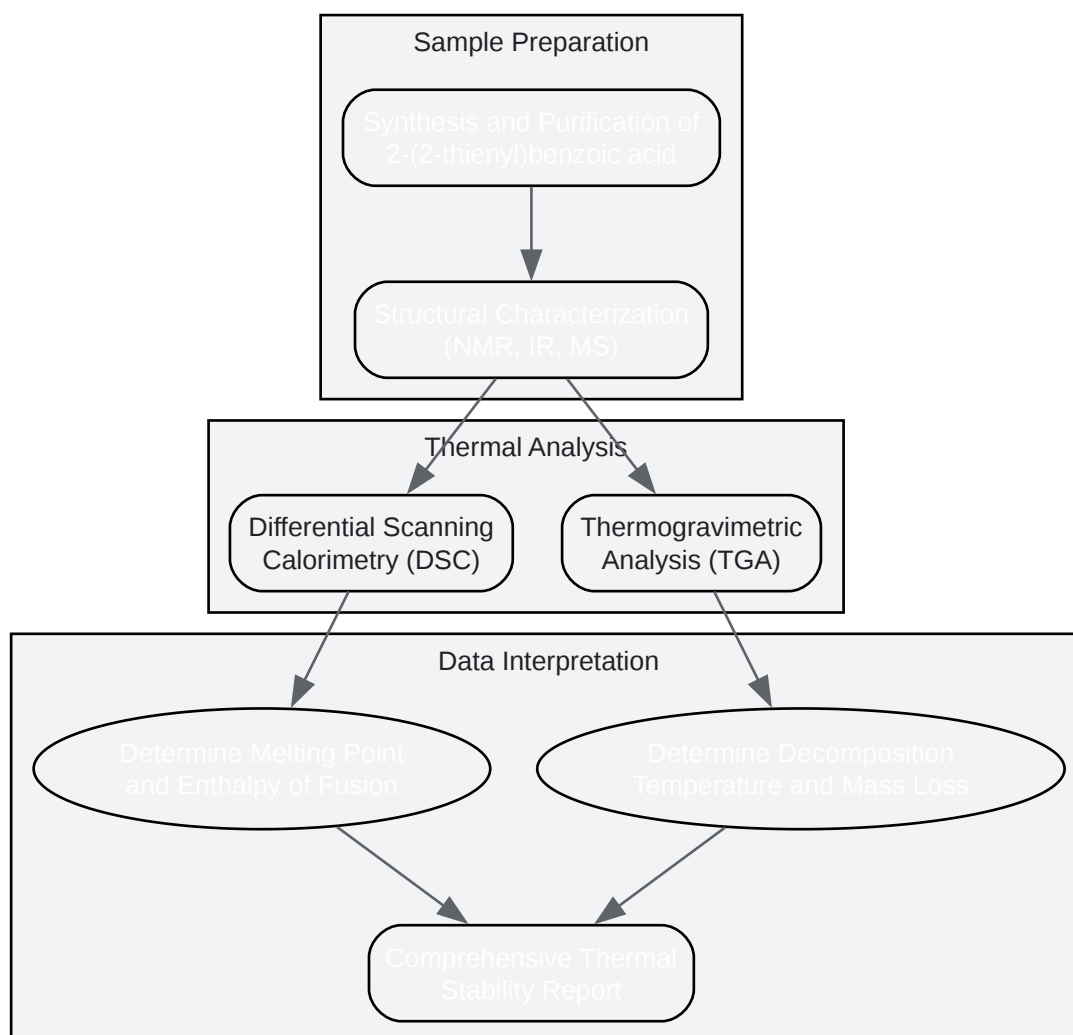 Sample Preparation
Synthesis and Purification of
2-(2-thienyl)benzoic acid
Structural Characterization
(NMR, IR, MS)
Thermal Analysis
Differential Scanning
Calorimetry (DSC)
Thermogravimetric
Analysis (TGA)
Data Interpretation
Determine Melting Point
and Enthalpy of Fusion
Determine Decomposition
Temperature and Mass Loss
Comprehensive Thermal
Stability Report